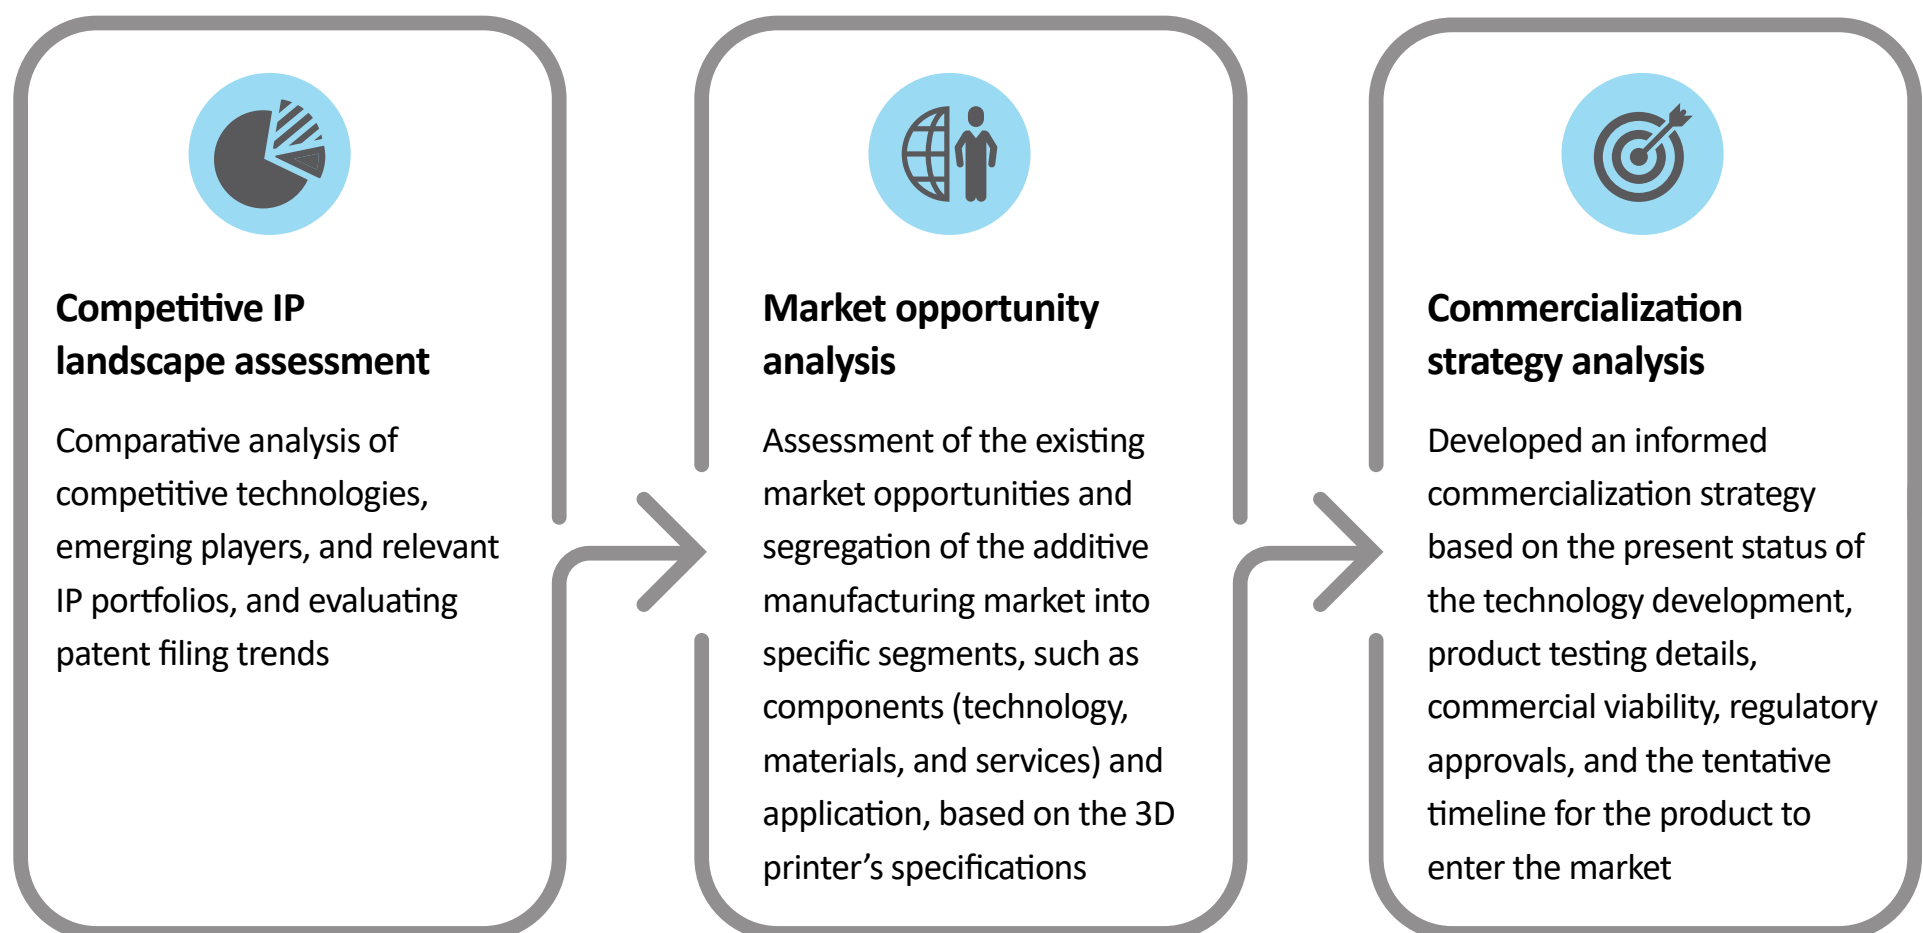 Competitive IP
landscape assessment
Comparative analysis of
competitive technologies,
emerging players, and relevant
IP portfolios, and evaluating
patent filing trends
Market opportunity
analysis
Assessment of the existing
market opportunities and
segregation of the additive
manufacturing market into
specific segments, such as
components (technology,
materials, and services) and
application, based on the 3D
printer’s specifications
Commercialization
strategy analysis
Developed an informed
commercialization strategy
based on the present status of
the technology development,
product testing details,
commercial viability, regulatory
approvals, and the tentative
timeline for the product to
enter the market